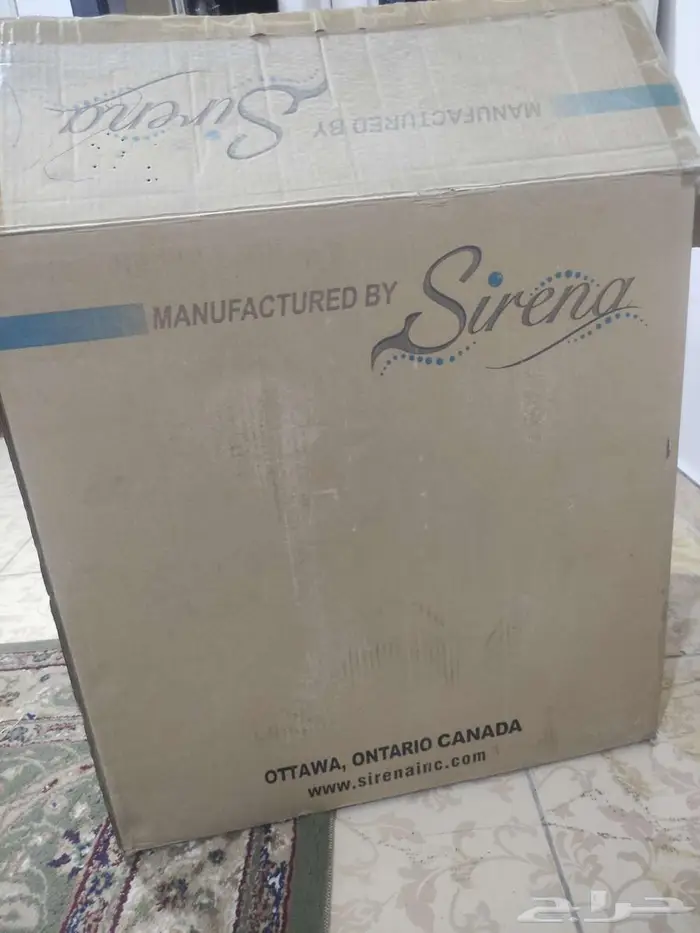 Sirena
MANUFACTURED BY
MANUFACTURED BY Sirena
OTTAWA, ONTARIO CANADA
www.sirenainc.com
حراج